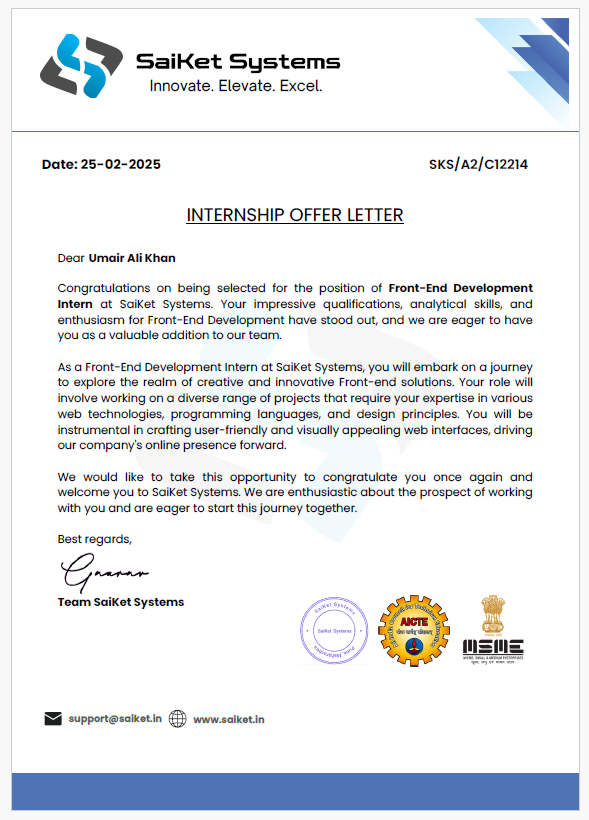 SaiKet Systems
Innovate. Elevate. Excel.
Date: 25-02-2025
SKS/A2/C12214
INTERNSHIP OFFER LETTER
Dear Umair Ali Khan
Congratulations on being selected for the position of Front-End Development
Intern at SaiKet Systems. Your impressive qualifications, analytical skills, and
enthusiasm for Front-End Development have stood out, and we are eager to have
you as a valuable addition to our team.
As a Front-End Development Intern at SaiKet Systems, you will embark on a journey
to explore the realm of creative and innovative Front-end solutions. Your role will
involve working on a diverse range of projects that require your expertise in various
web technologies, programming languages, and design principles. You will be
instrumental in crafting user-friendly and visually appealing web interfaces, driving
our company's online presence forward.
We would like to take this opportunity to congratulate you once again and
welcome you to SaiKet Systems. We are enthusiastic about the prospect of working
with you and are eager to start this journey together.
Best regards,
Team SaiKet Systems
SaiKet Systems
SaiKet Systems
AICTE
MSME
MICRO, SMALL & MEDIUM ENTERPRISES
support@saiket.in
www.saiket.in